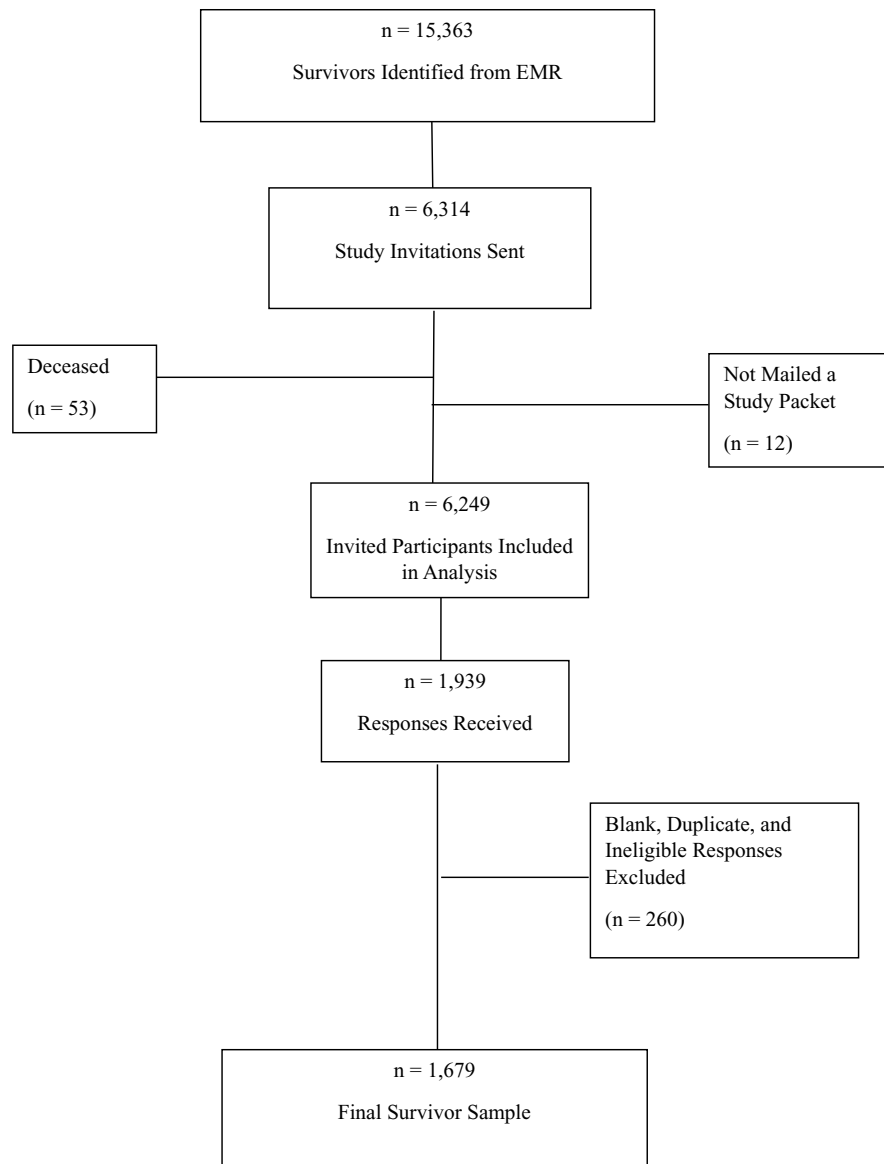 n = 15,363
Survivors Identified from EMR
n = 6,314
Study Invitations Sent
Deceased
(n = 53)
Not Mailed a
Study Packet
(n = 12)
n = 6,249
Invited Participants Included
in Analysis
n = 1,939
Responses Received
Blank, Duplicate, and
Ineligible Responses
Excluded
(n = 260)
n = 1,679
Final Survivor Sample